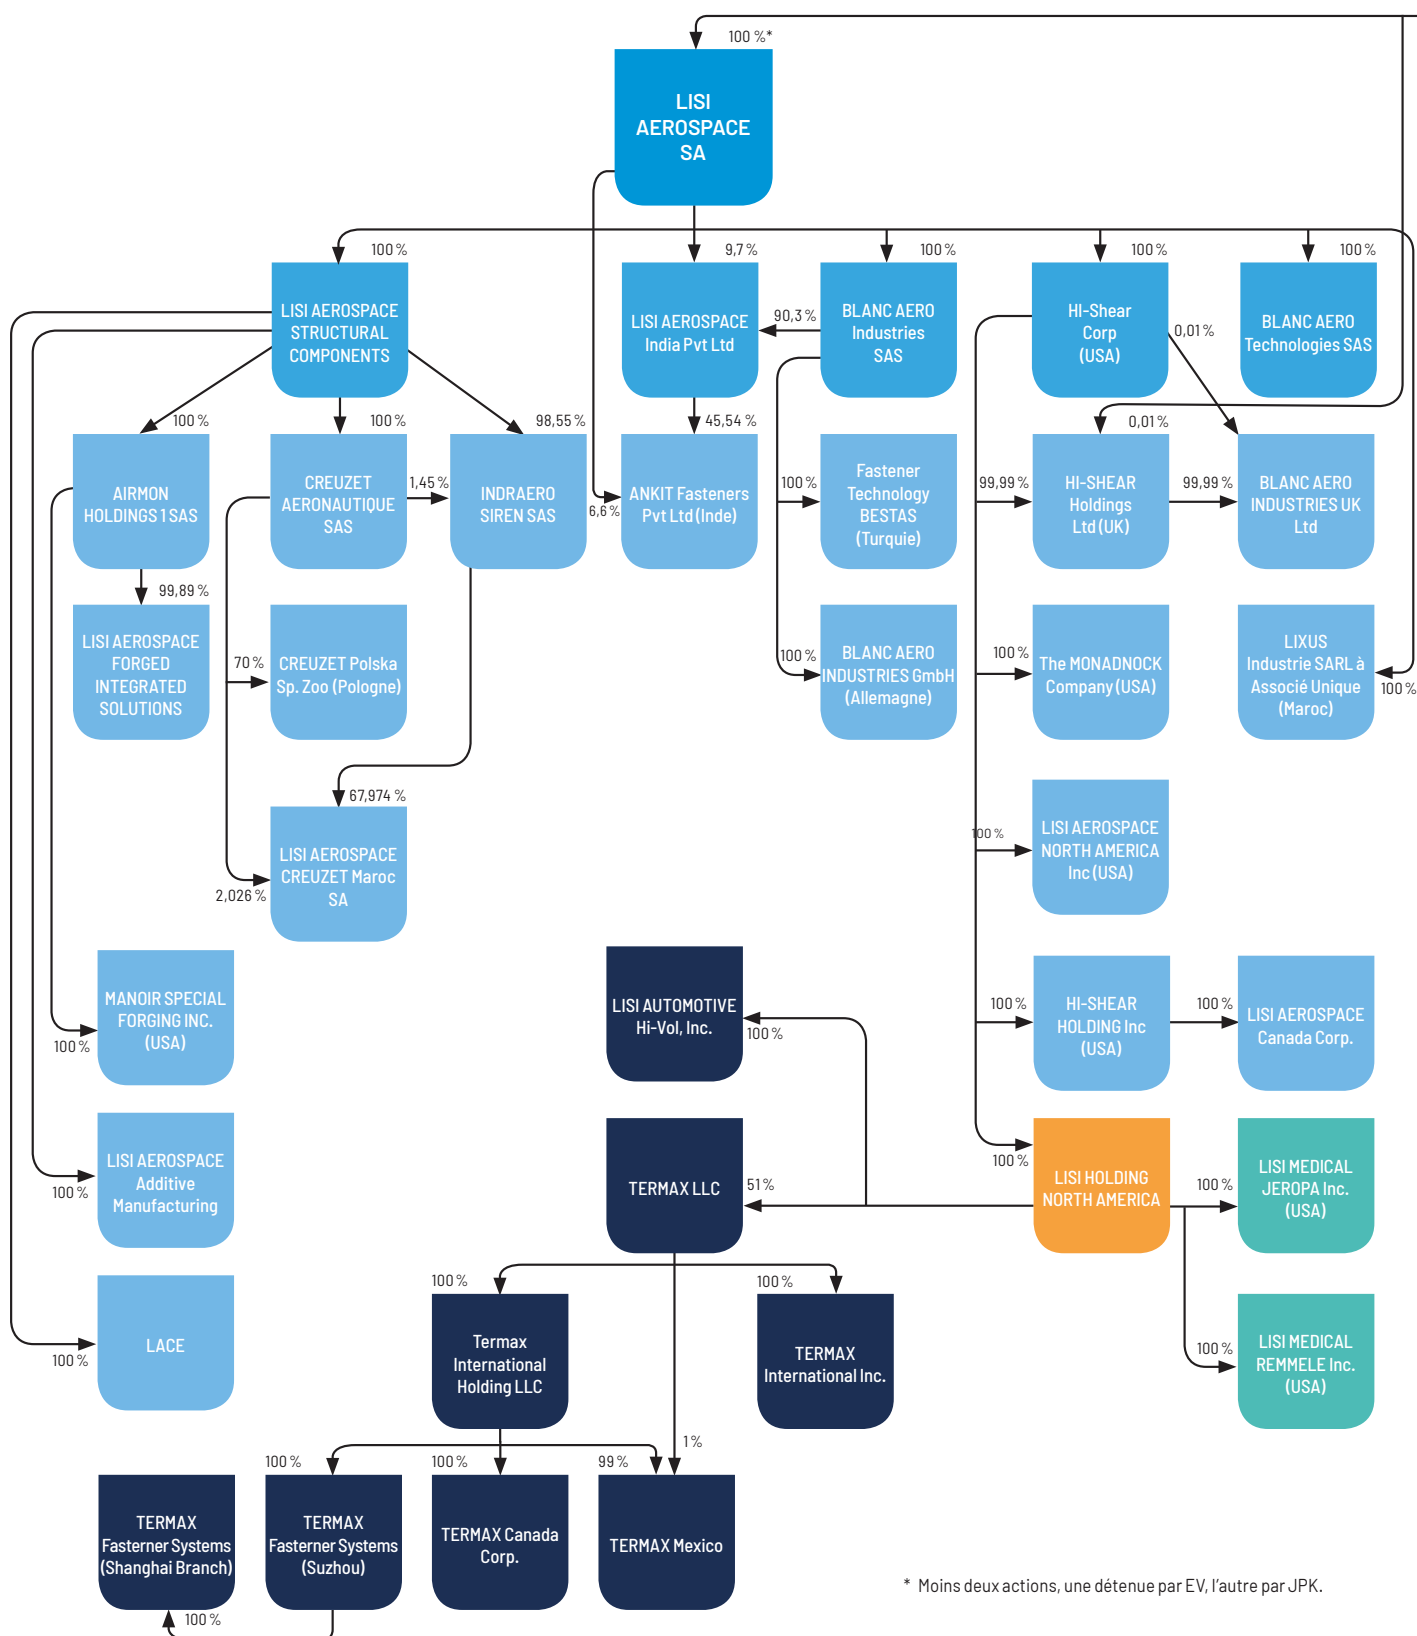 100 %*
LISI
AEROSPACE
SA
100 %
9,7 %
100 %
100 %
100 %
LISI AEROSPACE
STRUCTURAL
COMPONENTS
LISI AEROSPACE
India Pvt Ltd
90,3 %
BLANC AERO
Industries
SAS
HI-Shear
Corp
(USA)
0,01 %
BLANC AERO
Technologies SAS
100 %
100 %
98,55 %
45,54 %
0,01 %
AIRMON
HOLDINGS 1 SAS
CREUZET
AERONAUTIQUE
SAS
1,45 %
INDRAERO
SIREN SAS
6,6 %
ANKIT Fasteners
Pvt Ltd (Inde)
100 %
Fastener
Technology
BESTAS
(Turquie)
99,99 %
HI-SHEAR
Holdings
Ltd (UK)
99,99 %
BLANC AERO
INDUSTRIES UK
Ltd
99,89 %
LISI AEROSPACE
FORGED
INTEGRATED
SOLUTIONS
70 %
CREUZET Polska
Sp. Zoo (Pologne)
100 %
BLANC AERO
INDUSTRIES GmbH
(Allemagne)
100 %
The MONADNOCK
Company (USA)
LIXUS
Industrie SARL à
Associé Unique
(Maroc)
100 %
67,974 %
LISI AEROSPACE
CREUZET Maroc
SA
2,026 %
100 %
LISI AEROSPACE
NORTH AMERICA
Inc (USA)
MANOIR SPECIAL
FORGING INC.
(USA)
100 %
LISI AUTOMOTIVE
Hi-Vol, Inc.
100 %
100 %
HI-SHEAR
HOLDING Inc
(USA)
100 %
LISI AEROSPACE
Canada Corp.
LISI AEROSPACE
Additive
Manufacturing
100 %
TERMAX LLC
51 %
100 %
LISI HOLDING
NORTH AMERICA
100 %
LISI MEDICAL
JEROPA Inc.
(USA)
LACE
100 %
100 %
Termax
International
Holding LLC
100 %
TERMAX
International Inc.
100 %
LISI MEDICAL
REMMELE Inc.
(USA)
1 %
100 %
100 %
99 %
TERMAX
Fasterner Systems
(Shanghai Branch)
TERMAX
Fasterner Systems
(Suzhou)
TERMAX Canada
Corp.
TERMAX Mexico
100 %
* Moins deux actions, une détenue par EV, l'autre par JPK.